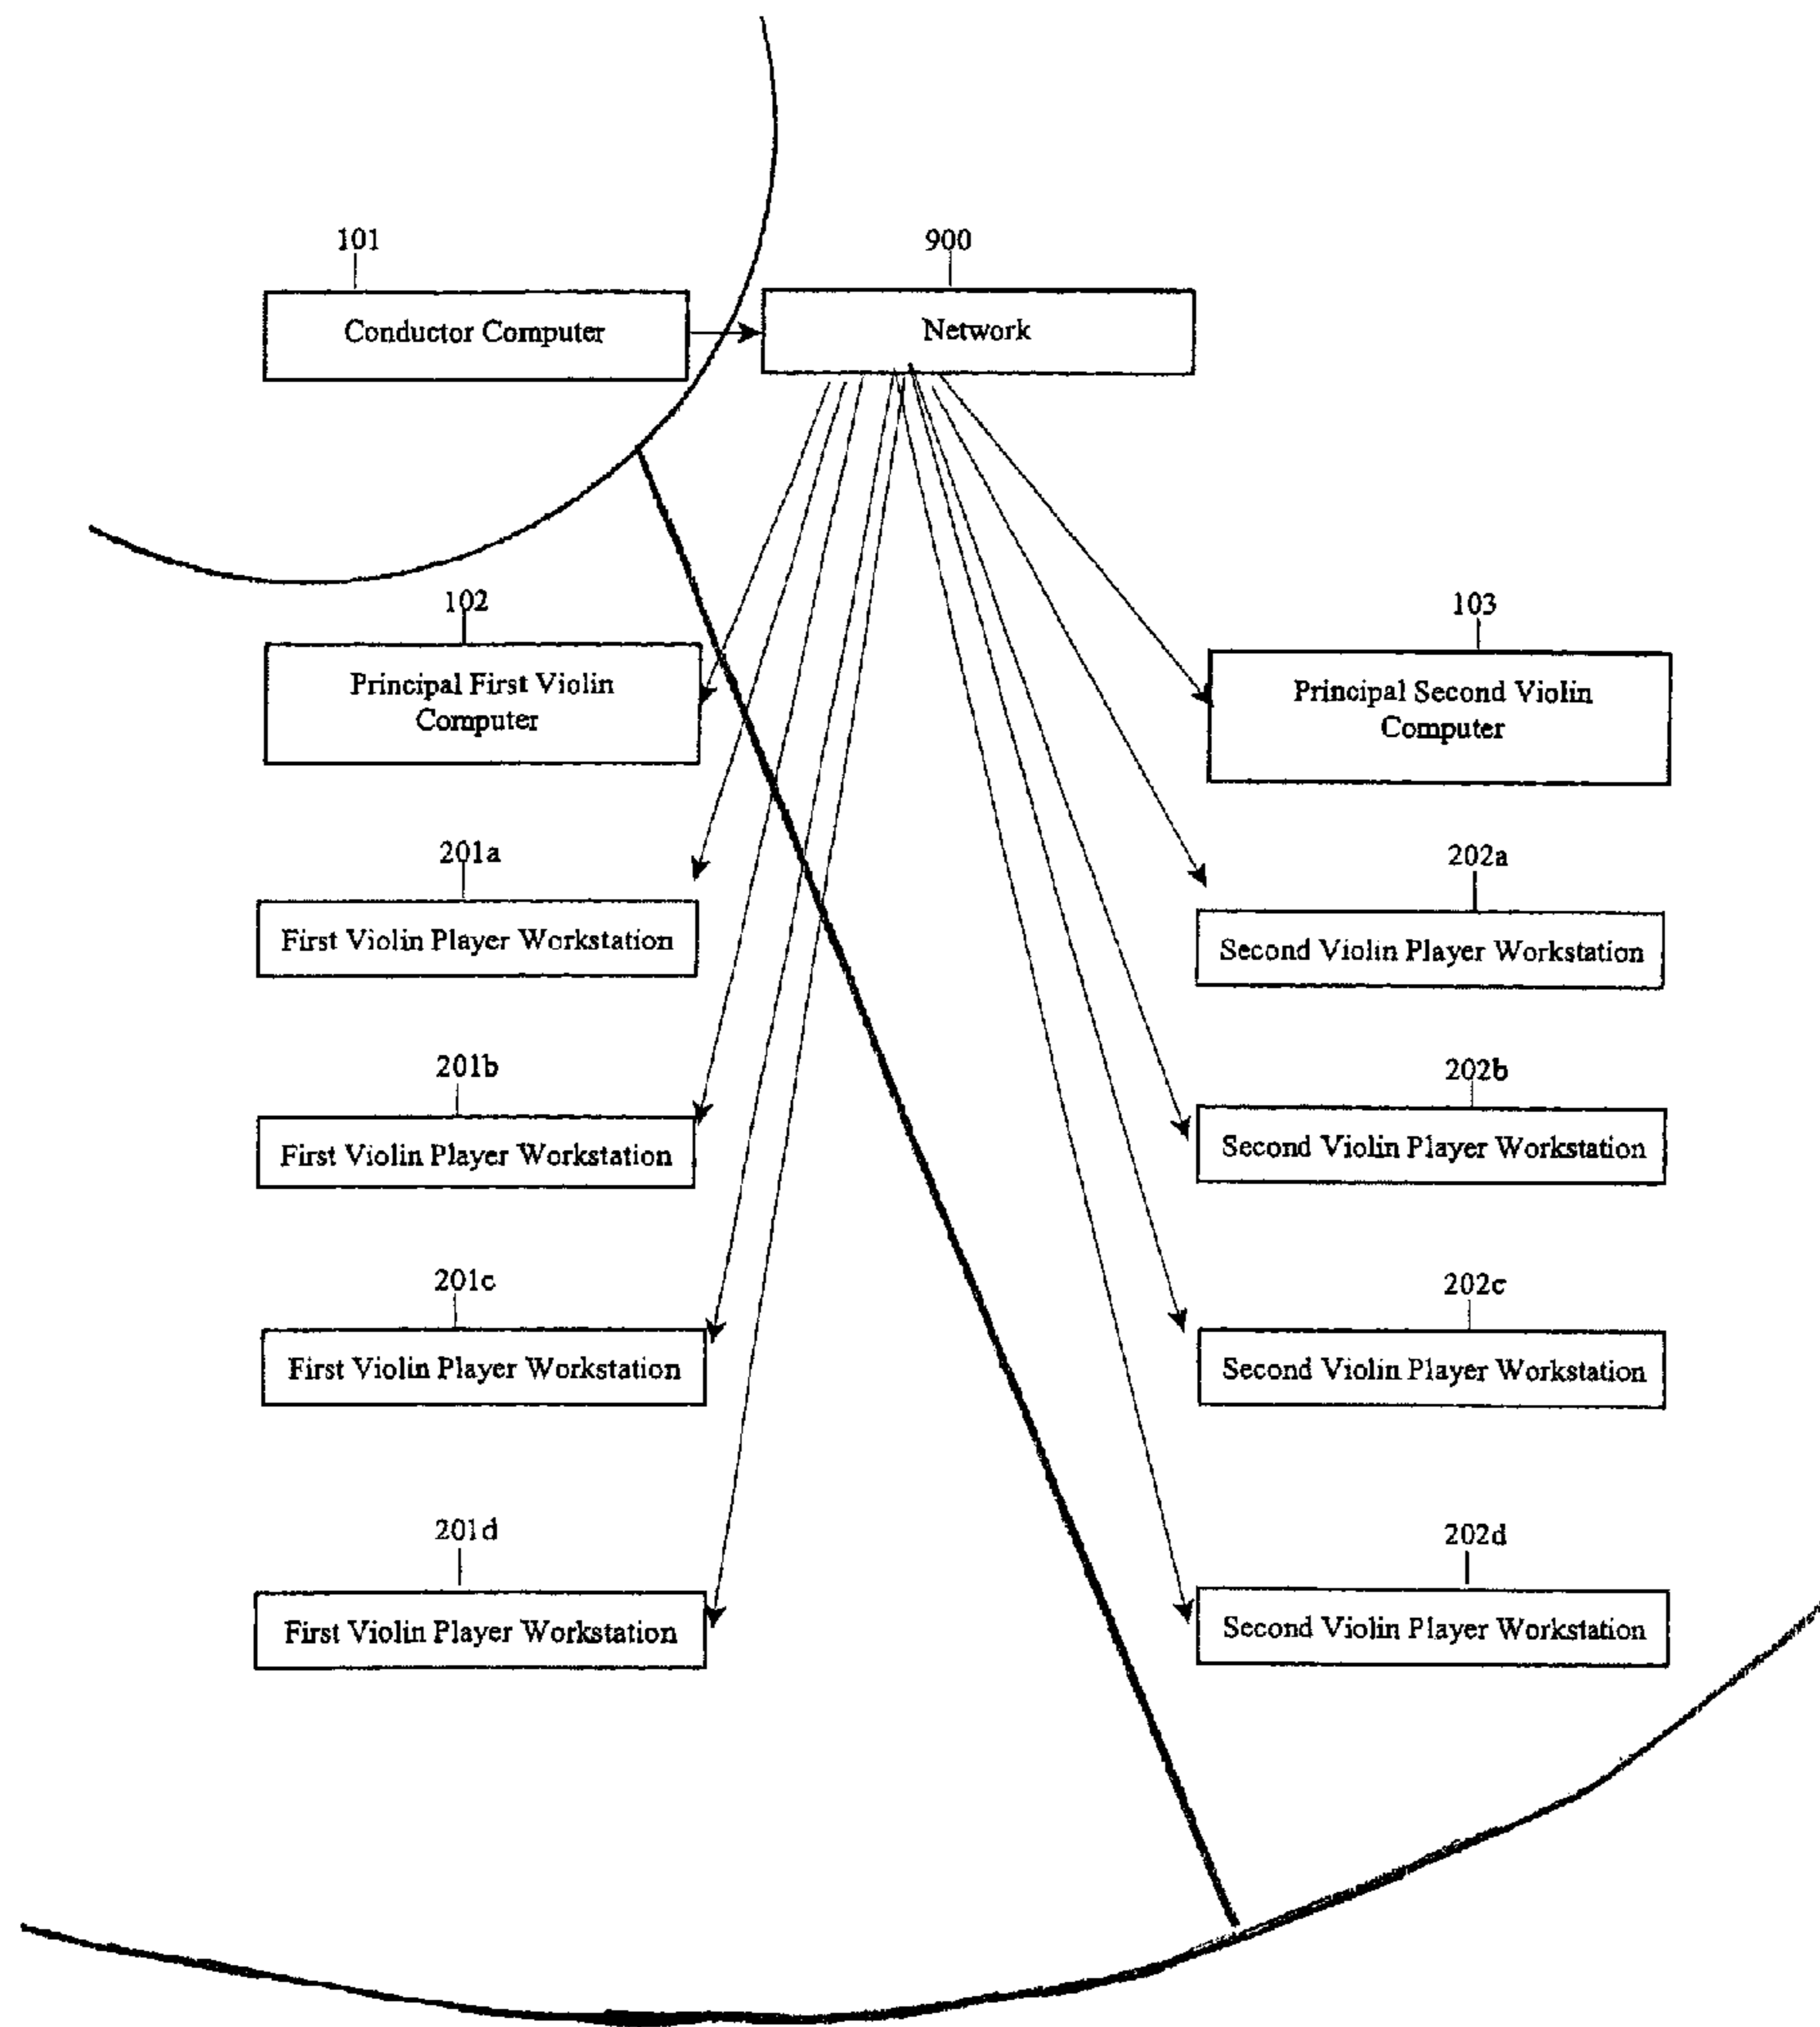 101
900
Conductor Computer
Network
102
103
Principal First Violin
Computer
Principal Second Violin
Computer
201a
202a
First Violin Player Workstation
Second Violin Player Workstation
201b
202b
First Violin Player Workstation
Second Violin Player Workstation
201c
202c
First Violin Player Workstation
Second Violin Player Workstation
201d
202d
First Violin Player Workstation
Second Violin Player Workstation